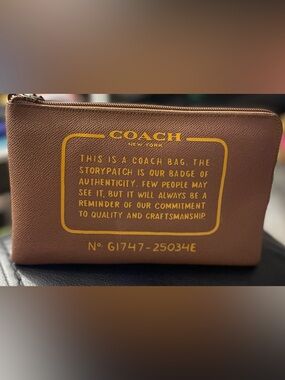 COACH
NEW YORK
THIS IS A COACH BAG. THE
STORYPATCH IS OUR BADGE OF
AUTHENTICITY. FEW PEOPLE MAY
SEE IT, BUT IT WILL ALWAYS BE A
REMINDER OF OUR COMMITMENT
TO QUALITY AND CRAFTSMANSHIP.
Nº G1747-25034E